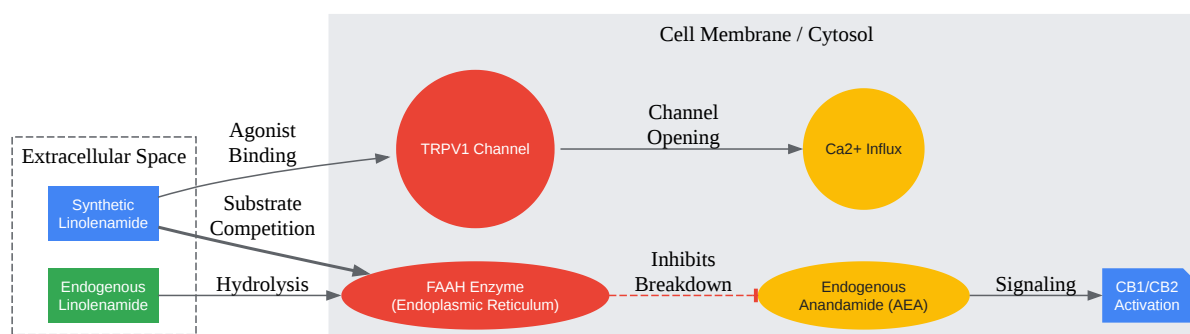 Cell Membrane / Cytosol
Extracellular Space
Synthetic
Linolenamide
Endogenous
Linolenamide
Agonist
Binding
Substrate
Competition
Hydrolysis
TRPV1 Channel
Channel
Opening
Ca2+ Influx
FAAH Enzyme
(Endoplasmic Reticulum)
Inhibits
Breakdown
Endogenous
Anandamide (AEA)
Signaling
CB1/CB2
Activation